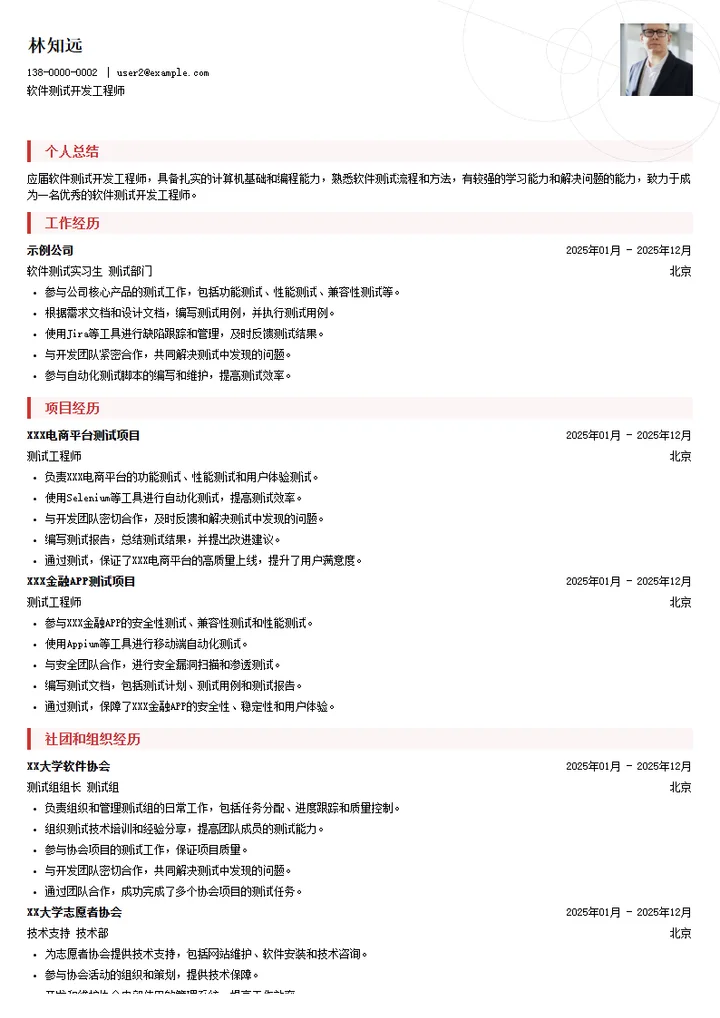 林知远
138-0000-0002 | user2@example.com
软件测试开发工程师
个人总结
应届软件测试开发工程师，具备扎实的计算机基础和编程能力，熟悉软件测试流程和方法，有较强的学习能力和解决问题的能力，致力于成
为一名优秀的软件测试开发工程师。
工作经历
示例公司 2025年01月 - 2025年12月
软件测试实习生 测试部门 北京
• 参与公司核心产品的测试工作，包括功能测试、性能测试、兼容性测试等。
• 根据需求文档和设计文档，编写测试用例，并执行测试用例。
• 使用Jira等工具进行缺陷跟踪和管理，及时反馈测试结果。
• 与开发团队紧密合作，共同解决测试中发现的问题。
• 参与自动化测试脚本的编写和维护，提高测试效率。
项目经历
XXX电商平台测试项目 2025年01月 - 2025年12月
测试工程师 北京
• 负责XXX电商平台的功能测试、性能测试和用户体验测试。
• 使用Selenium等工具进行自动化测试，提高测试效率。
• 与开发团队密切合作，及时反馈和解决测试中发现的问题。
• 编写测试报告，总结测试结果，并提出改进建议。
• 通过测试，保证了XXX电商平台的高质量上线，提升了用户满意度。
XXX金融APP测试项目 2025年01月 - 2025年12月
测试工程师 北京
• 参与XXX金融APP的安全性测试、兼容性测试和性能测试。
• 使用Appium等工具进行移动端自动化测试。
• 与安全团队合作，进行安全漏洞扫描和渗透测试。
• 编写测试文档，包括测试计划、测试用例和测试报告。
• 通过测试，保障了XXX金融APP的安全性、稳定性和用户体验。
社团和组织经历
XX大学软件协会 2025年01月 - 2025年12月
测试组组长 测试组 北京
• 负责组织和管理测试组的日常工作，包括任务分配、进度跟踪和质量控制。
• 组织测试技术培训和经验分享，提高团队成员的测试能力。
• 参与协会项目的测试工作，保证项目质量。
• 与开发团队密切合作，共同解决测试中发现的问题。
• 通过团队合作，成功完成了多个协会项目的测试任务。
XX大学志愿者协会 2025年01月 - 2025年12月
技术支持 技术部 北京
• 为志愿者协会提供技术支持，包括网站维护、软件安装和技术咨询。
• 参与协会活动的组织和策划，提供技术保障。